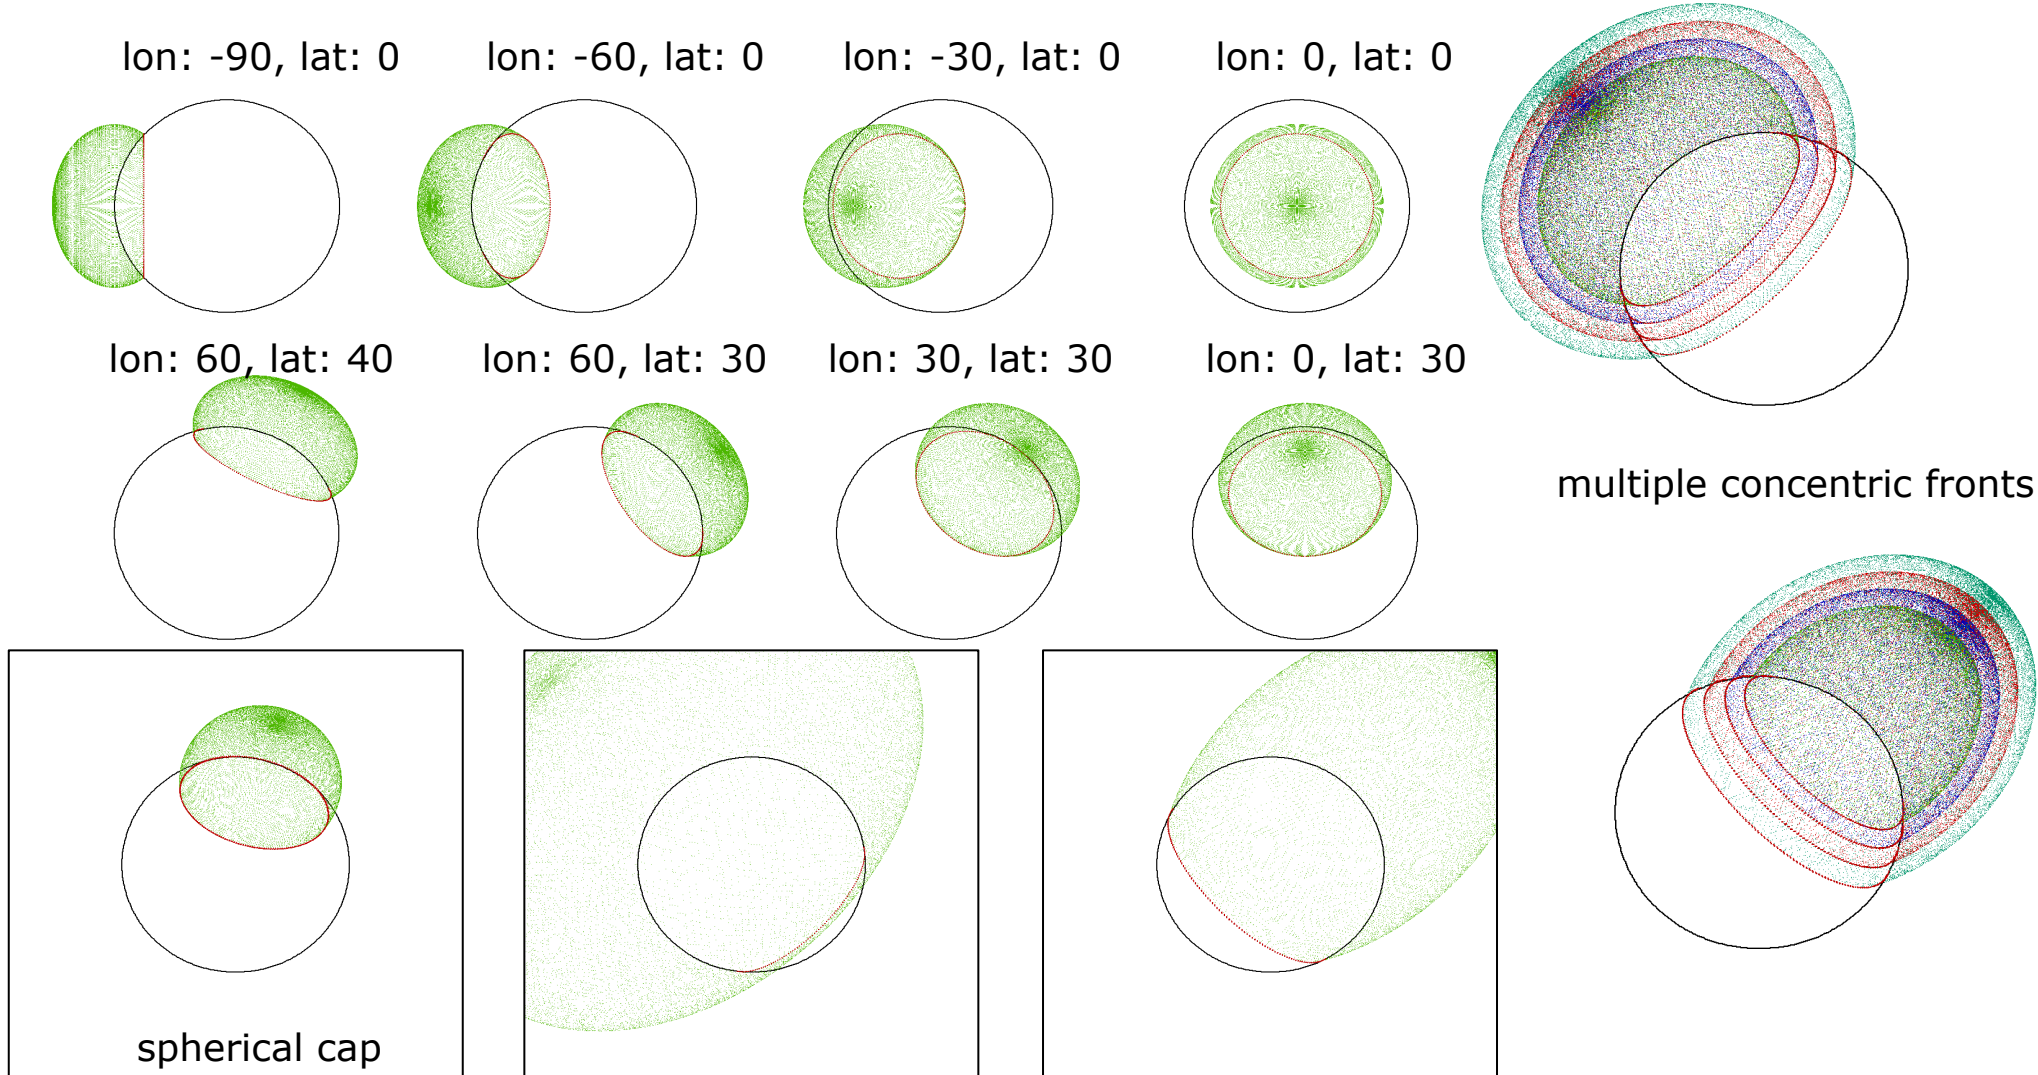 lon: -90, lat: 0
lon: -60, lat: 0
lon: -30, lat: 0
lon: 0, lat: 0
lon: 60, lat: 40
lon: 60, lat: 30
lon: 30, lat: 30
lon: 0, lat: 30
multiple concentric fronts
spherical cap